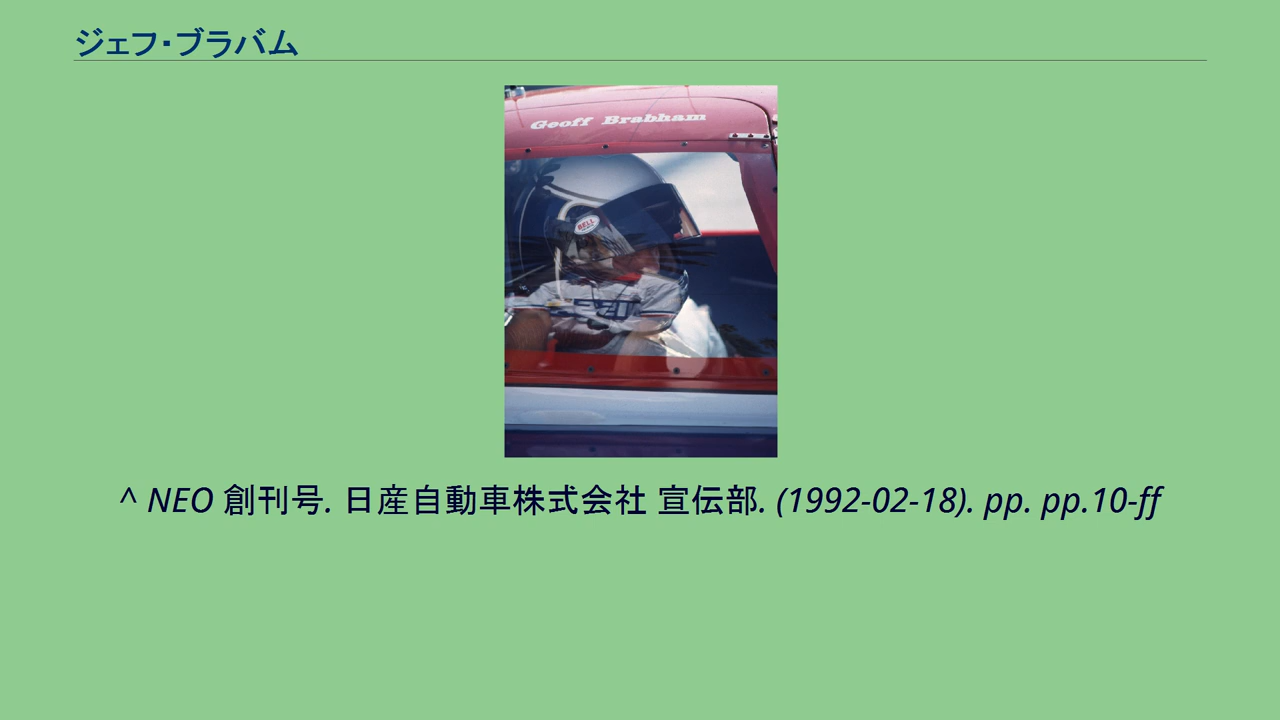 ジェフ・ブラバム
Geoff Brabham
BELL
^ NEO 創刊号. 日産自動車株式会社 宣伝部. (1992-02-18). pp. pp.10-ff